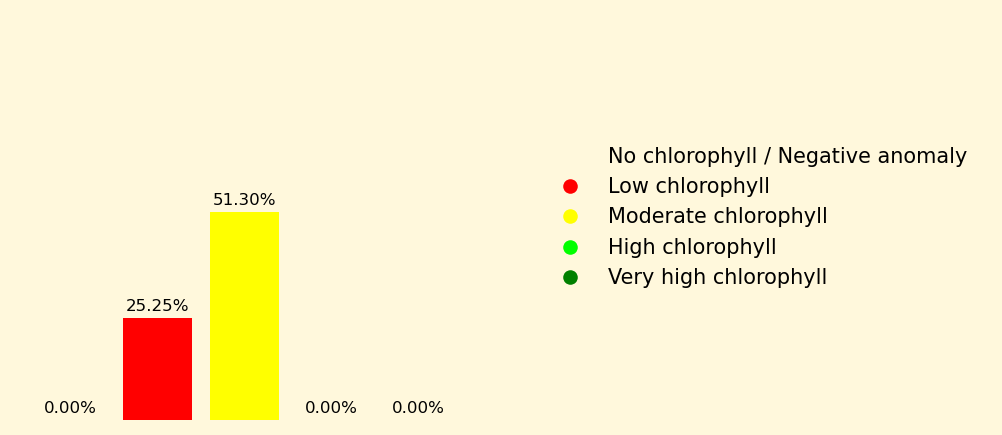 No chlorophyll / Negative anomaly
Low chlorophyll
Moderate chlorophyll
High chlorophyll
Very high chlorophyll
51.30%
25.25%
0.00%
0.00%
0.00%